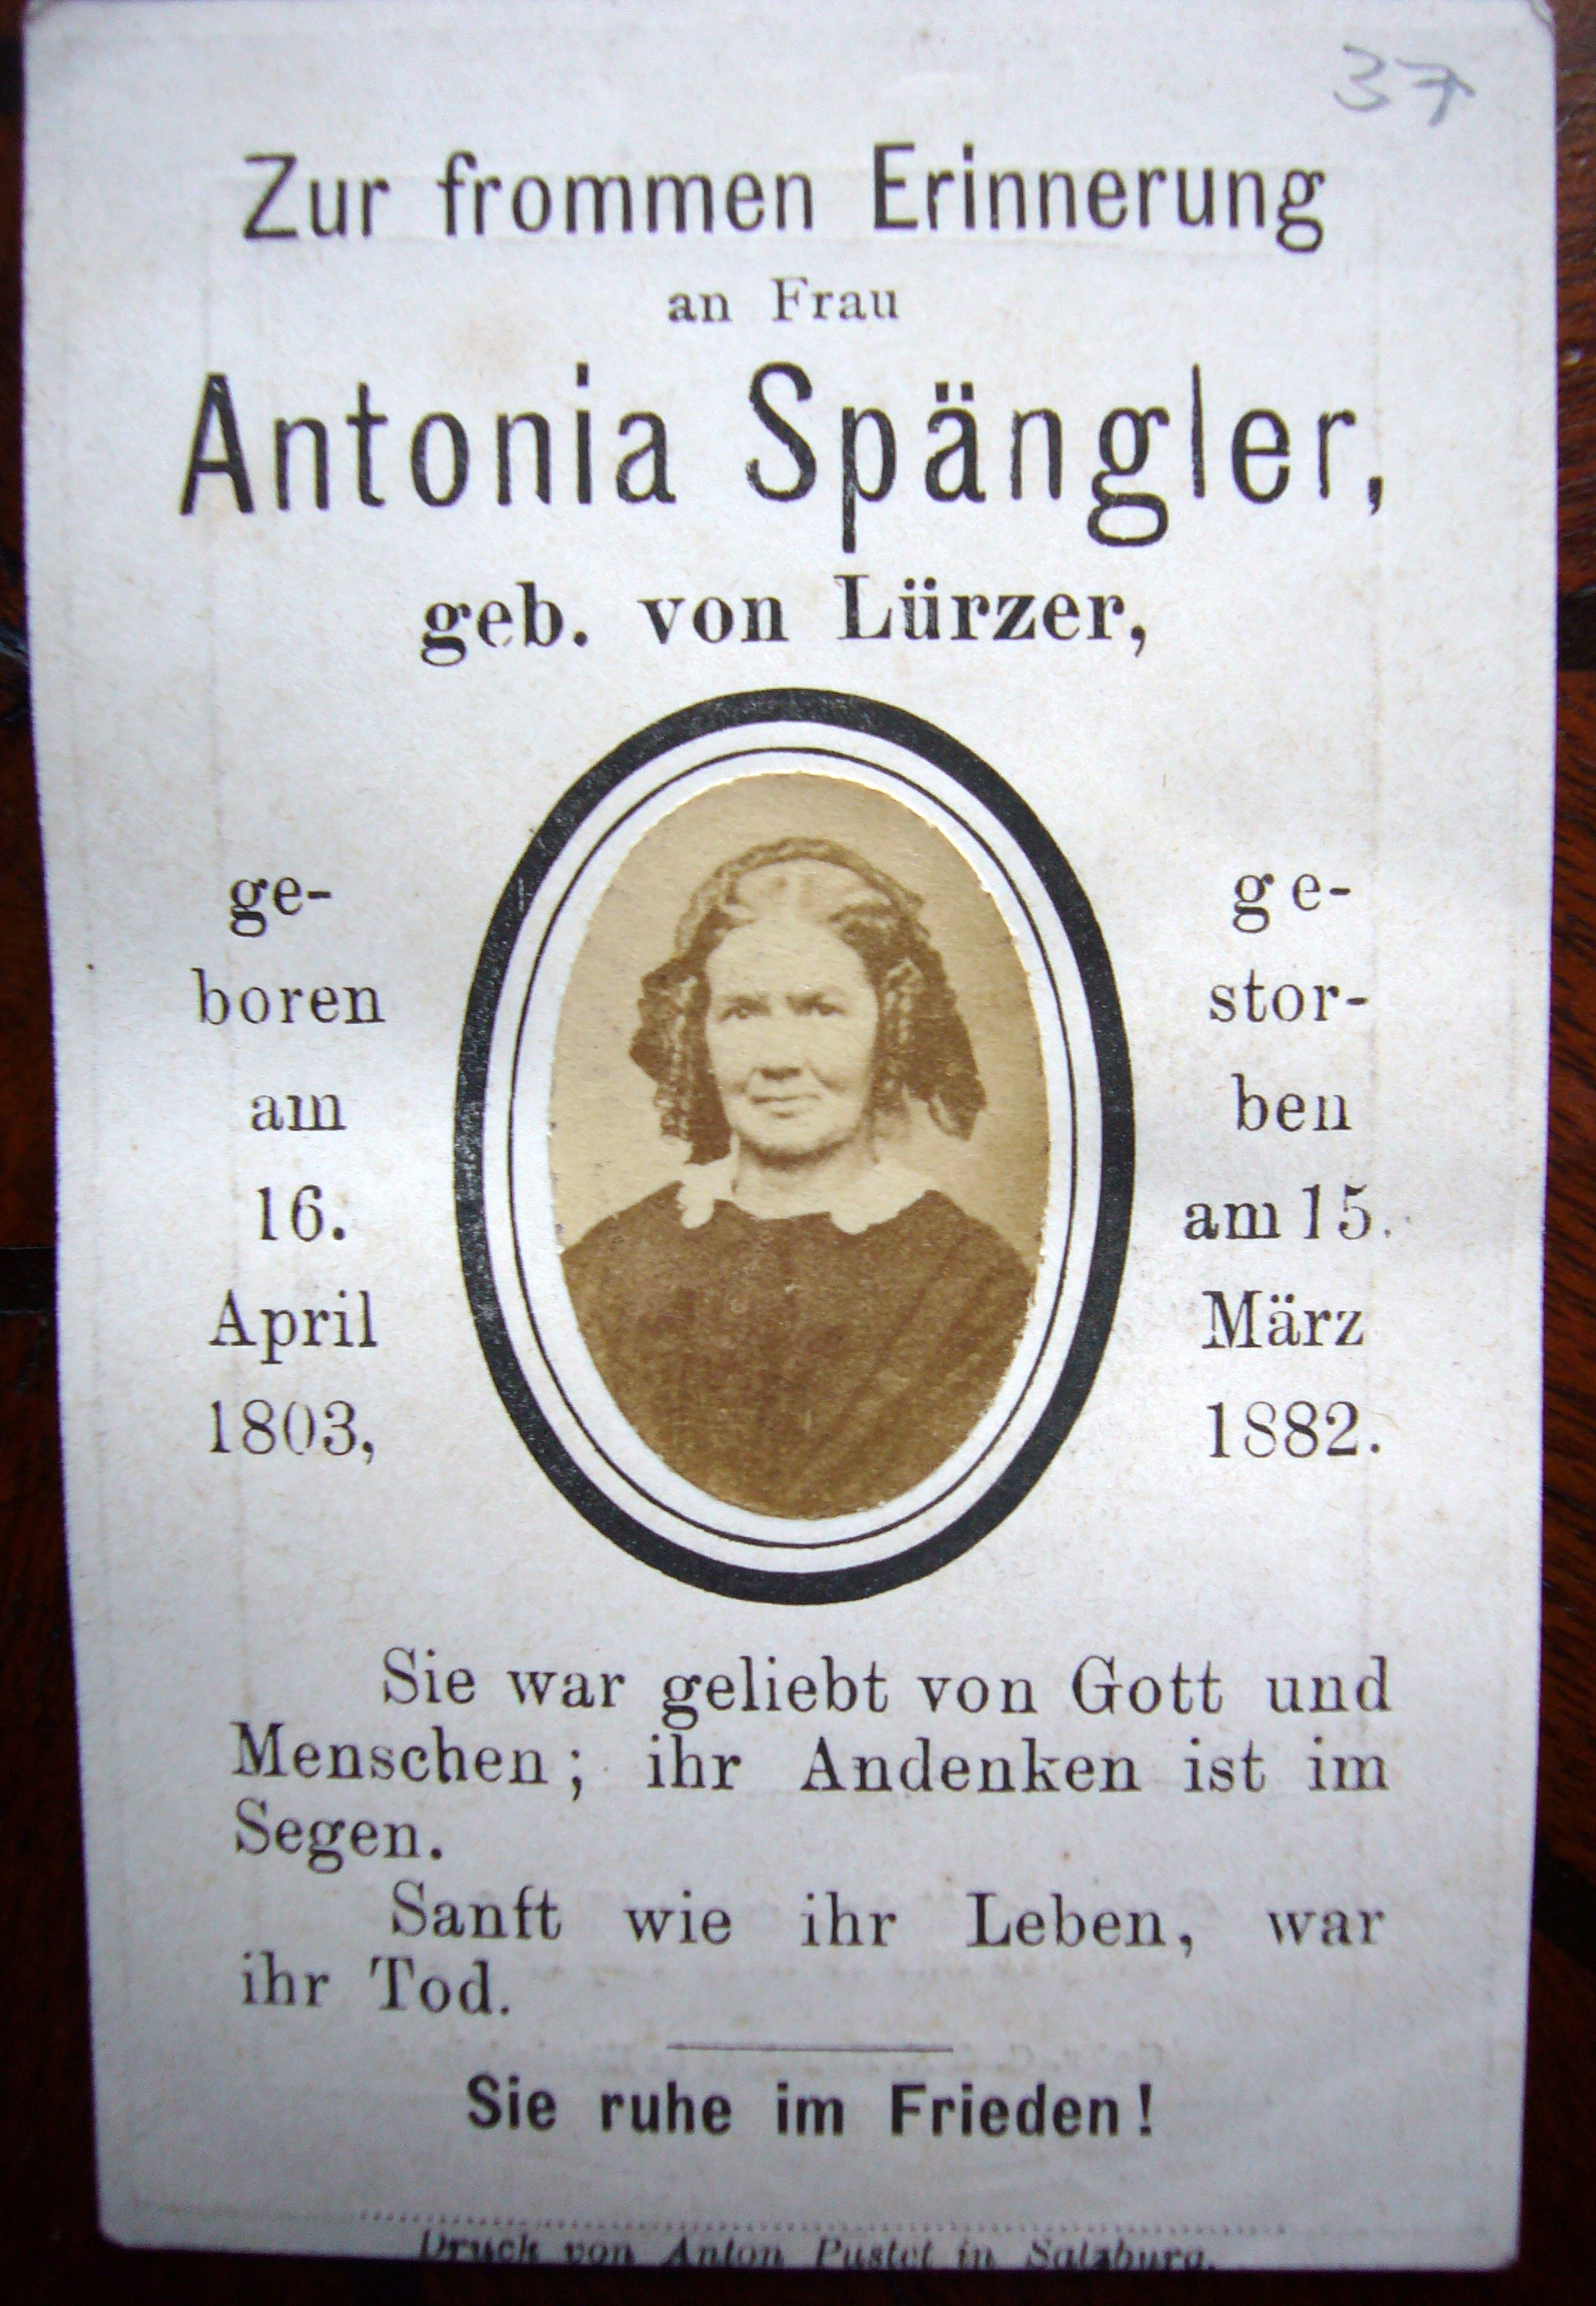 37
Zur frommen Erinnerung
an Frau
Antonia Spängler,
geb. von Lürzer,
ge-
boren
am
16.
April
1803,
ge-
stor-
ben
am 15.
März
1882.
Sie war geliebt von Gott und
Menschen; ihr Andenken ist im
Segen.
Sanft wie ihr Leben, war
ihr Tod.
Sie ruhe im Frieden!
Druck von Anton Pustet in Salzburg.